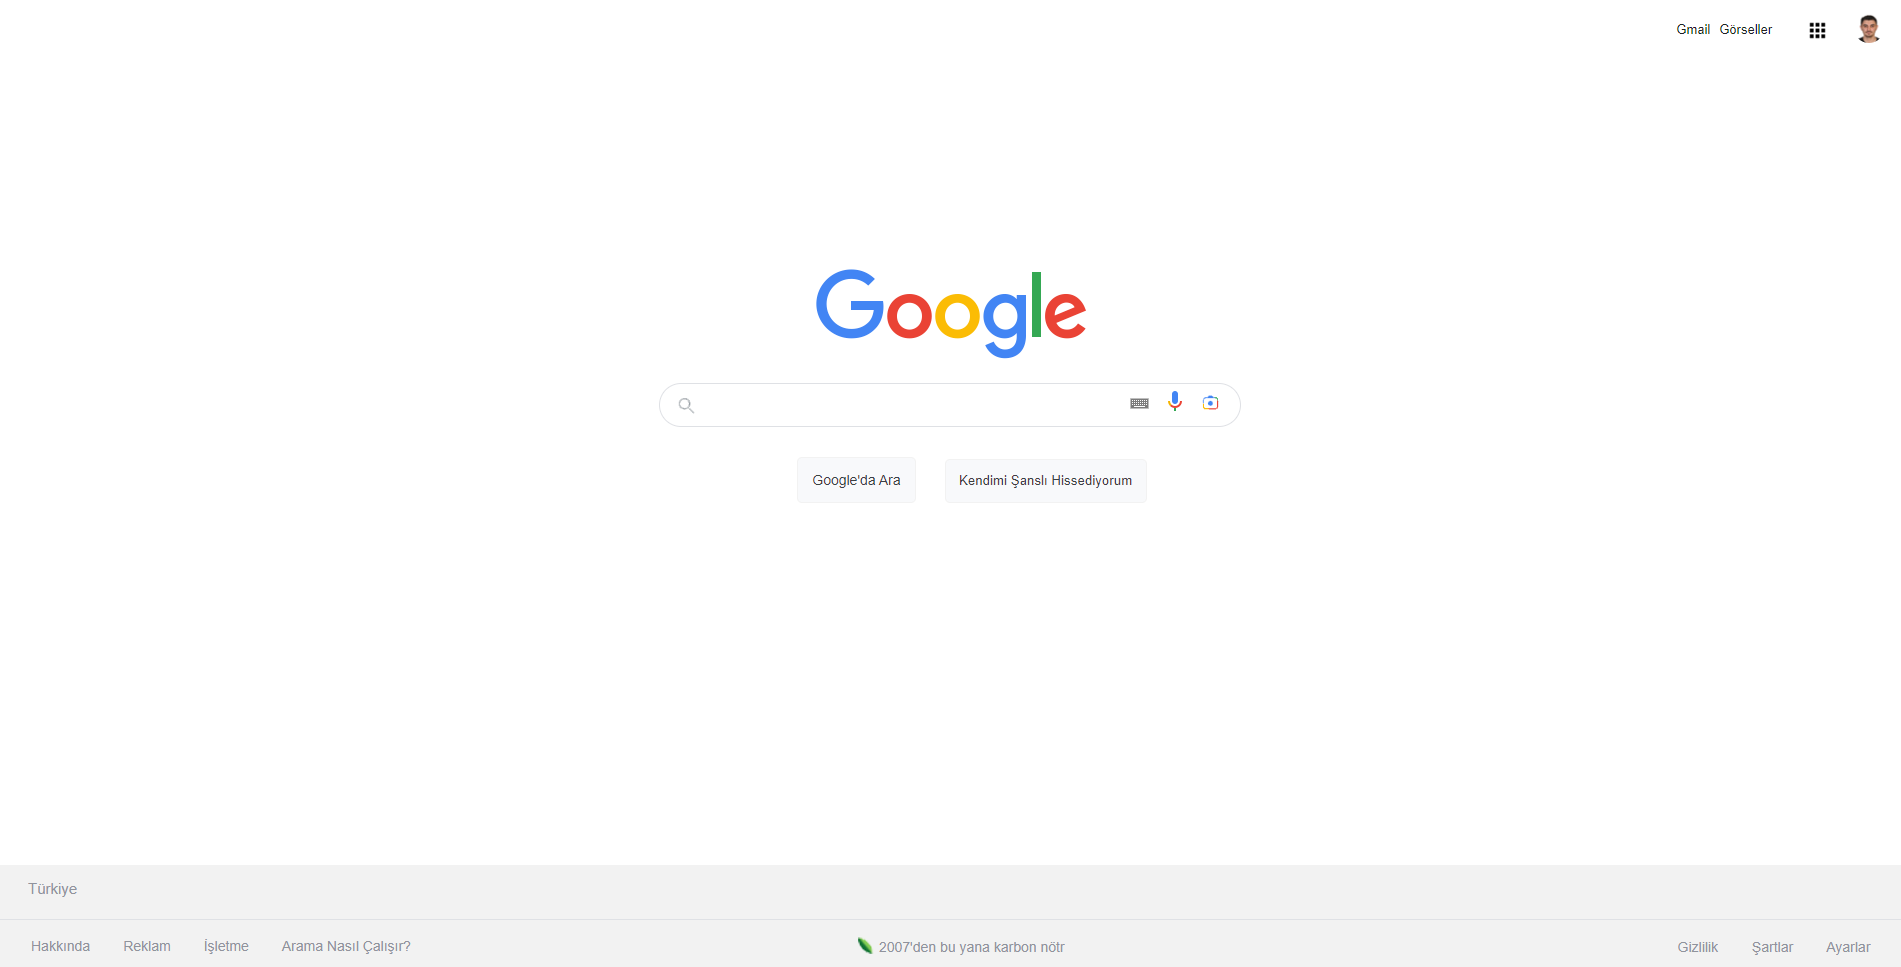 Gmail Görseller
Google
Google'da Ara
Kendimi Şanslı Hissediyorum
Türkiye
Hakkında
Reklam
İşletme
Arama Nasıl Çalışır?
2007'den bu yana karbon nötr
Gizlilik
Şartlar
Ayarlar